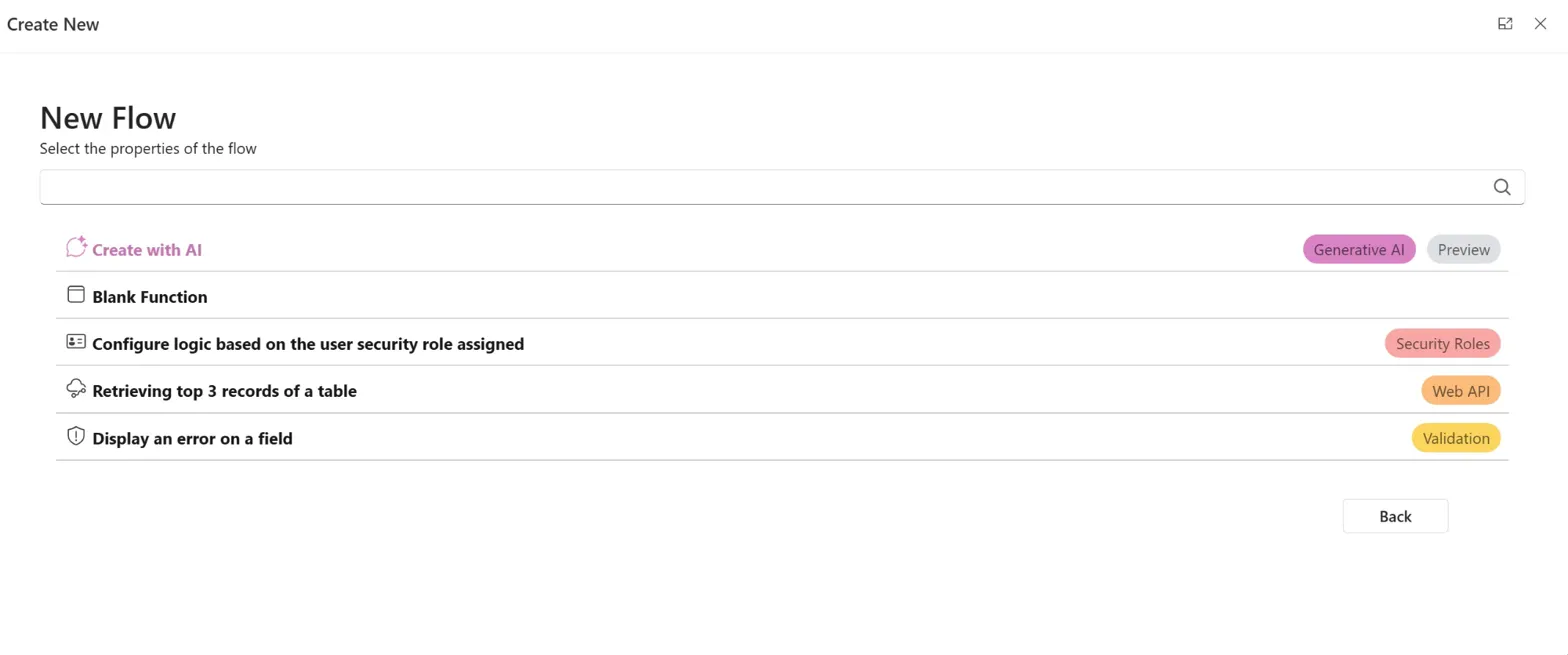 Create New
New Flow
Select the properties of the flow
Create with AI Generative AI Preview
Blank Function
Configure logic based on the user security role assigned Security Roles
Retrieving top 3 records of a table Web API
Display an error on a field Validation
Back